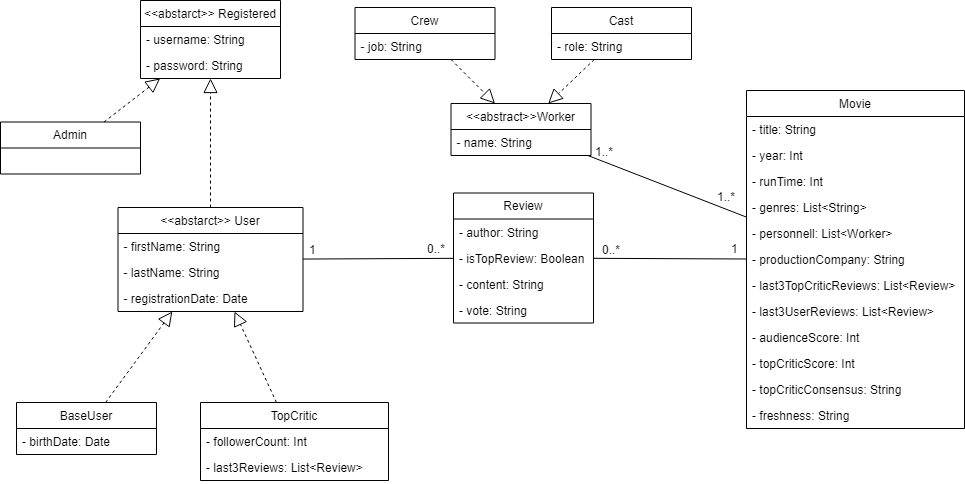 <<abstarct>> Registered
- username: String
- password: String
Crew
- job: String
Cast
- role: String
Admin
<<abstract>>Worker
- name: String
1..*
1..*
Movie
- title: String
- year: Int
- runTime: Int
- genres: List<String>
- personnell: List<Worker>
- productionCompany: String
- last3TopCriticReviews: List<Review>
- last3UserReviews: List<Review>
- audienceScore: Int
- topCriticScore: Int
- topCriticConsensus: String
- freshness: String
<<abstarct>> User
- firstName: String
- lastName: String
- registrationDate: Date
1
0..*
Review
- author: String
- isTopReview: Boolean
- content: String
- vote: String
0..*
1
BaseUser
- birthDate: Date
TopCritic
- followerCount: Int
- last3Reviews: List<Review>